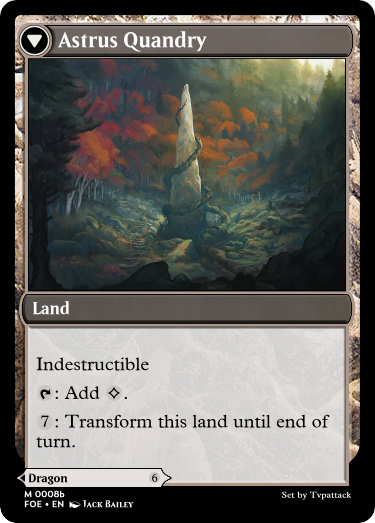 Astrus Quandry
Land
Indestructible
: Add .
7 : Transform this land until end of
turn.
Dragon 6
M 0008b
FOE • EN Jack Bailey
Set by Tvpattack